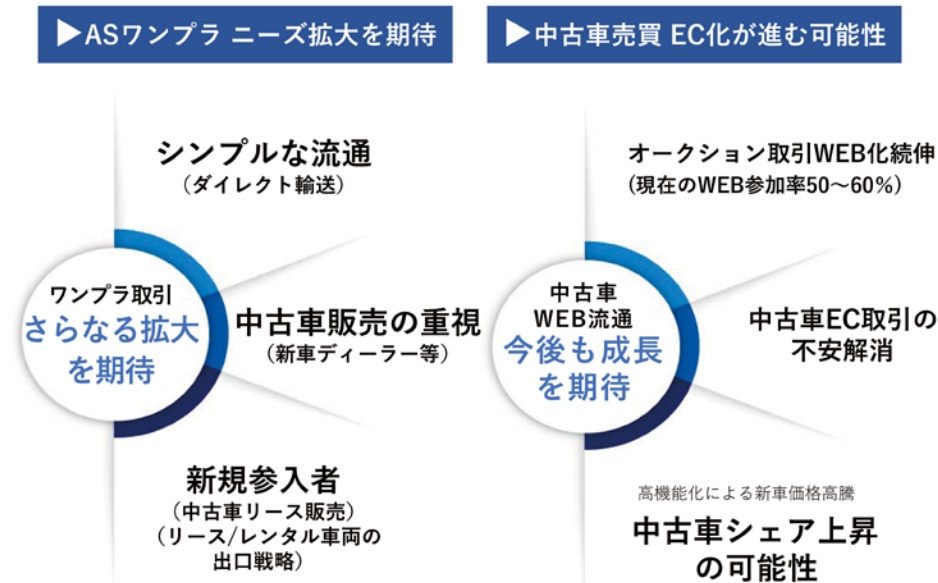 ▶ASワンプラ ニーズ拡大を期待
シンプルな流通
（ダイレクト輸送）
ワンプラ取引
さらなる拡大
を期待
中古車販売の重視
（新車ディーラー等）
新規参入者
（中古車リース販売）
（リース/レンタル車両の
出口戦略）
▶中古車売買 EC化が進む可能性
オークション取引WEB化続伸
(現在のWEB参加率50～60%)
中古車
WEB流通
今後も成長
を期待
中古車EC取引の
不安解消
高機能化による新車価格高騰
中古車シェア上昇
の可能性